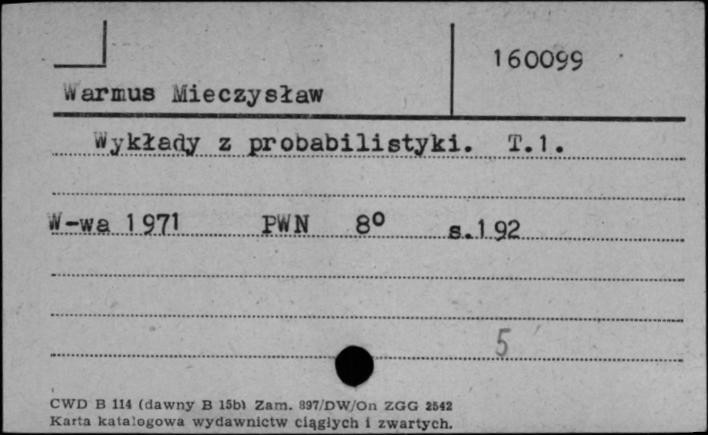 160099
Warmus Mieczysław
Wykłady z probabilistyki. T.1.
W-wa 1971 PWN 8° s.192
5
CWD B 114 (dawny B 15b) Zam. 897/DW/On ZGG 2542
Karta katalogowa wydawnictw ciągłych i zwartych.